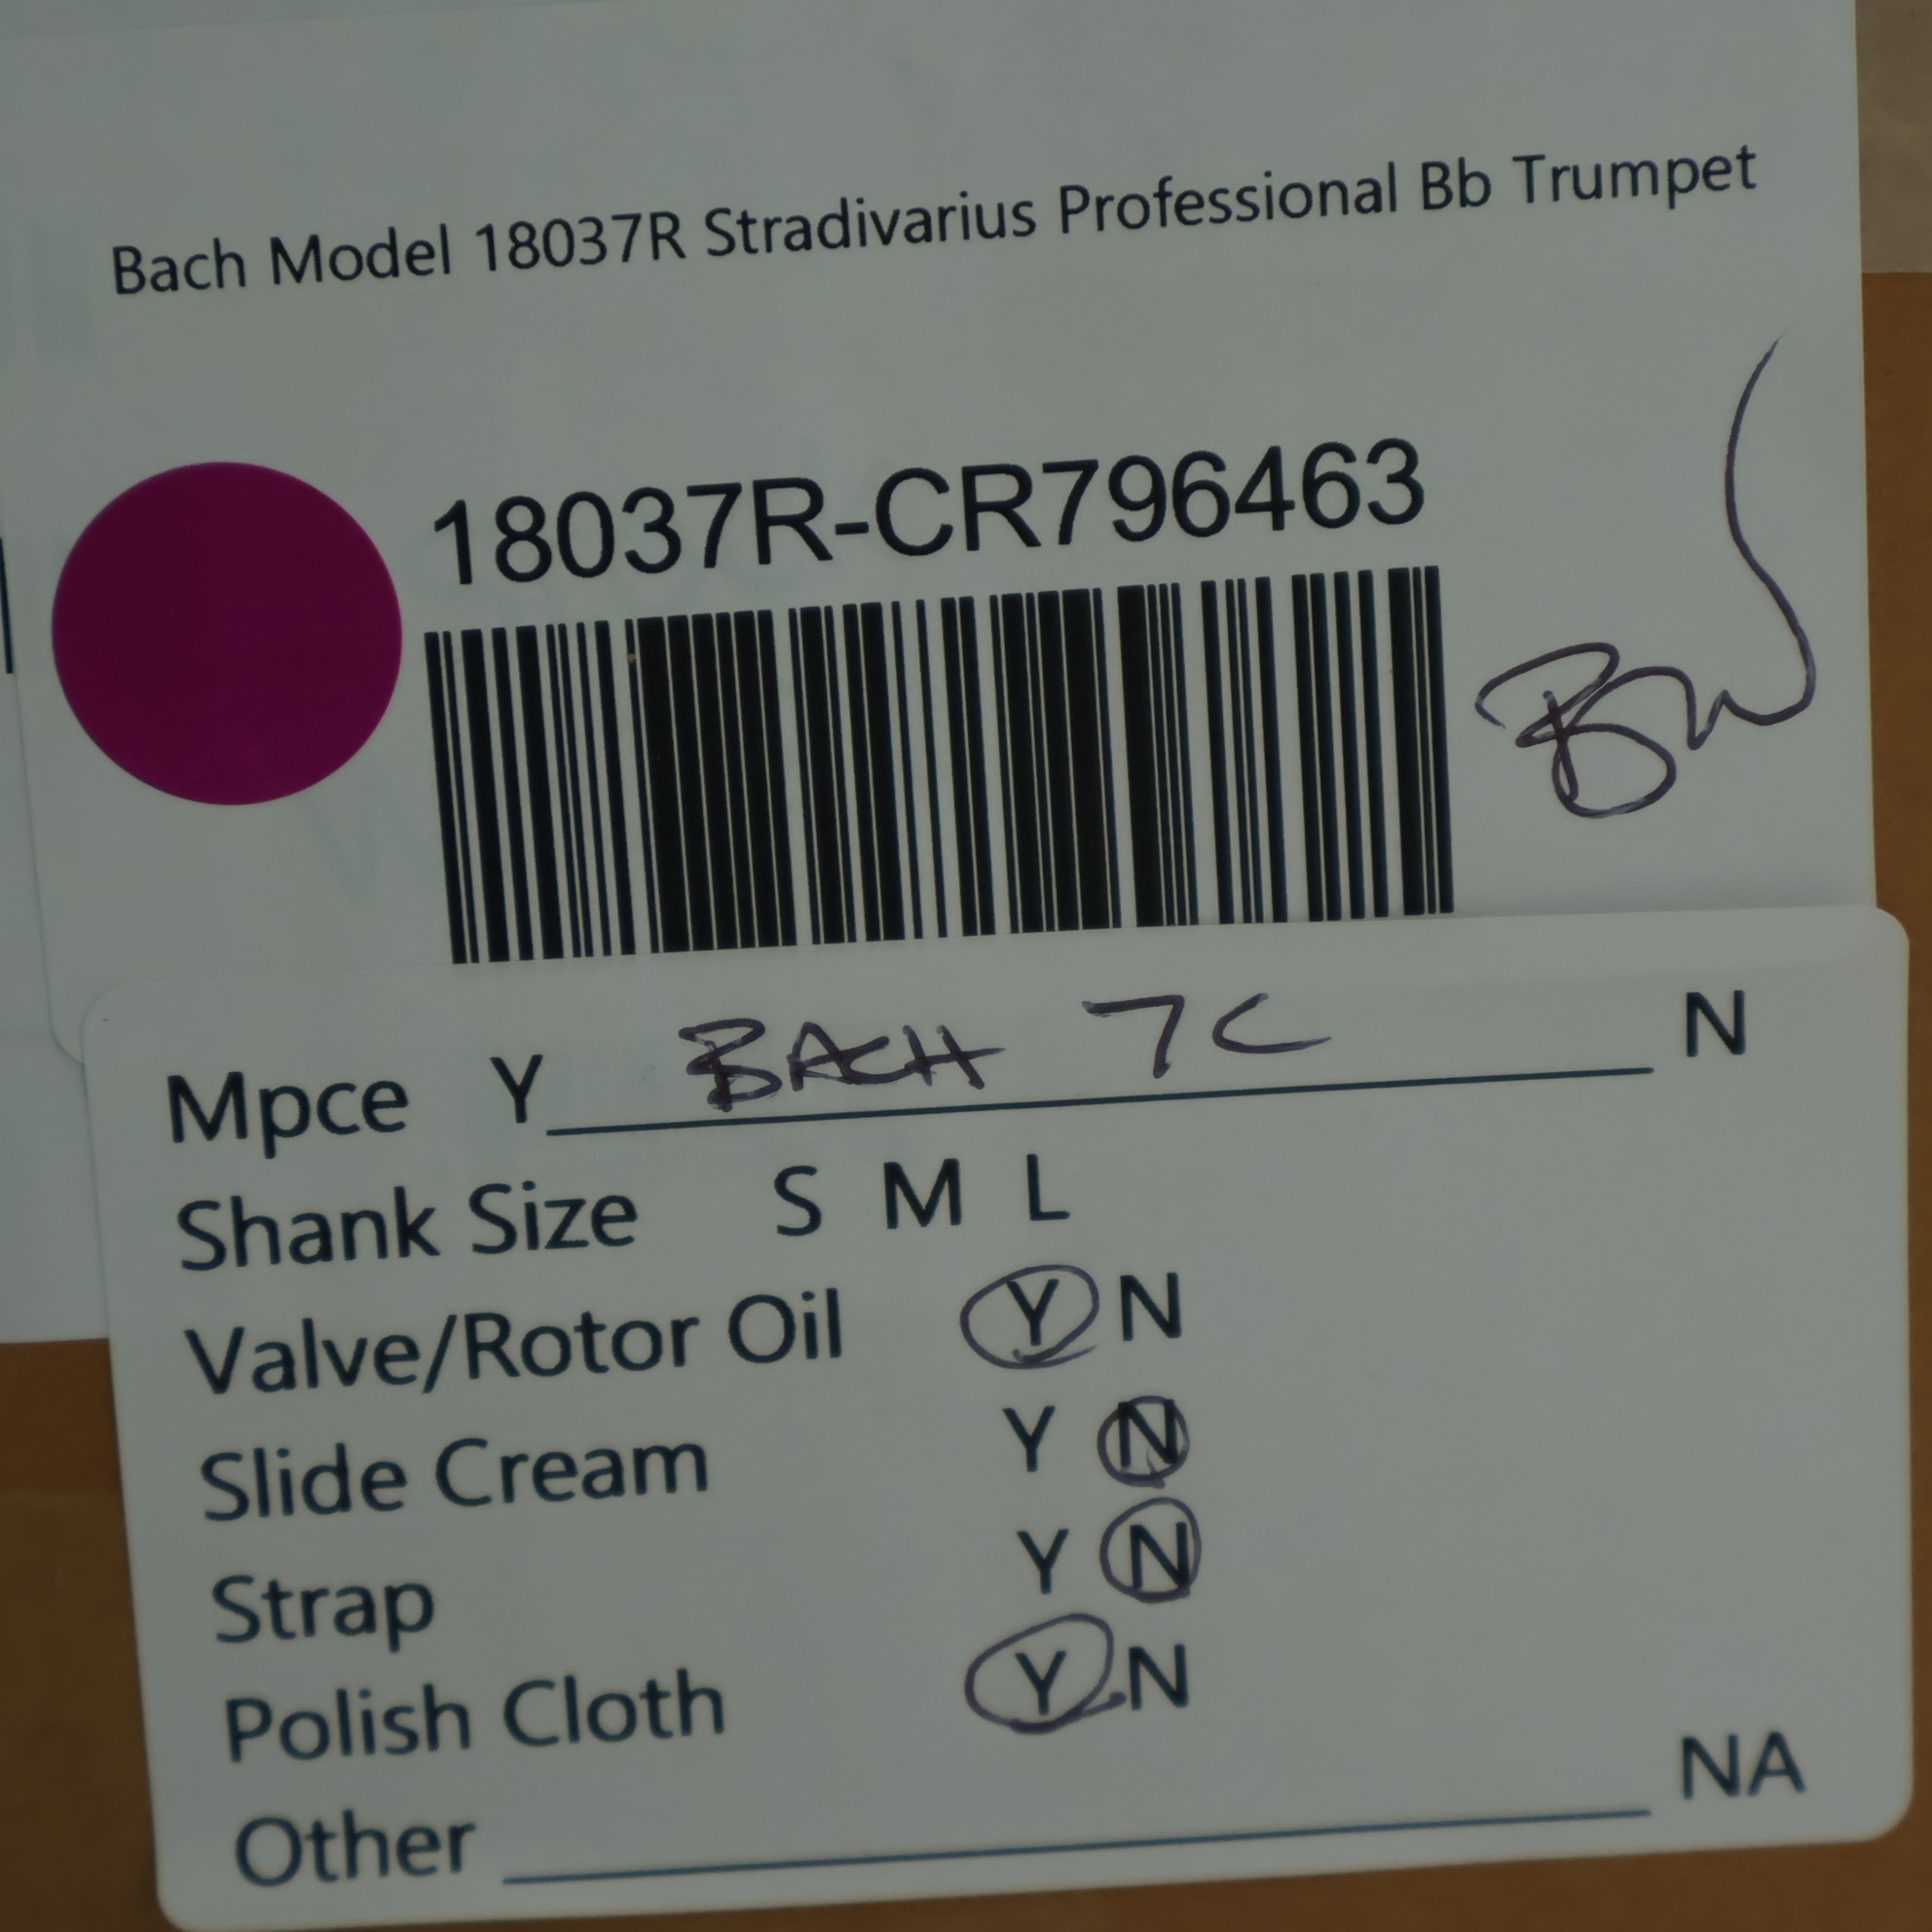 Bach Model 18037R Stradivarius Professional Bb Trumpet
18037R-CR796463
BW
Mpce Y BACH 7C N
Shank Size S M L
Valve/Rotor Oil Y N
Slide Cream Y N
Strap Y N
Polish Cloth Y N
Other NA